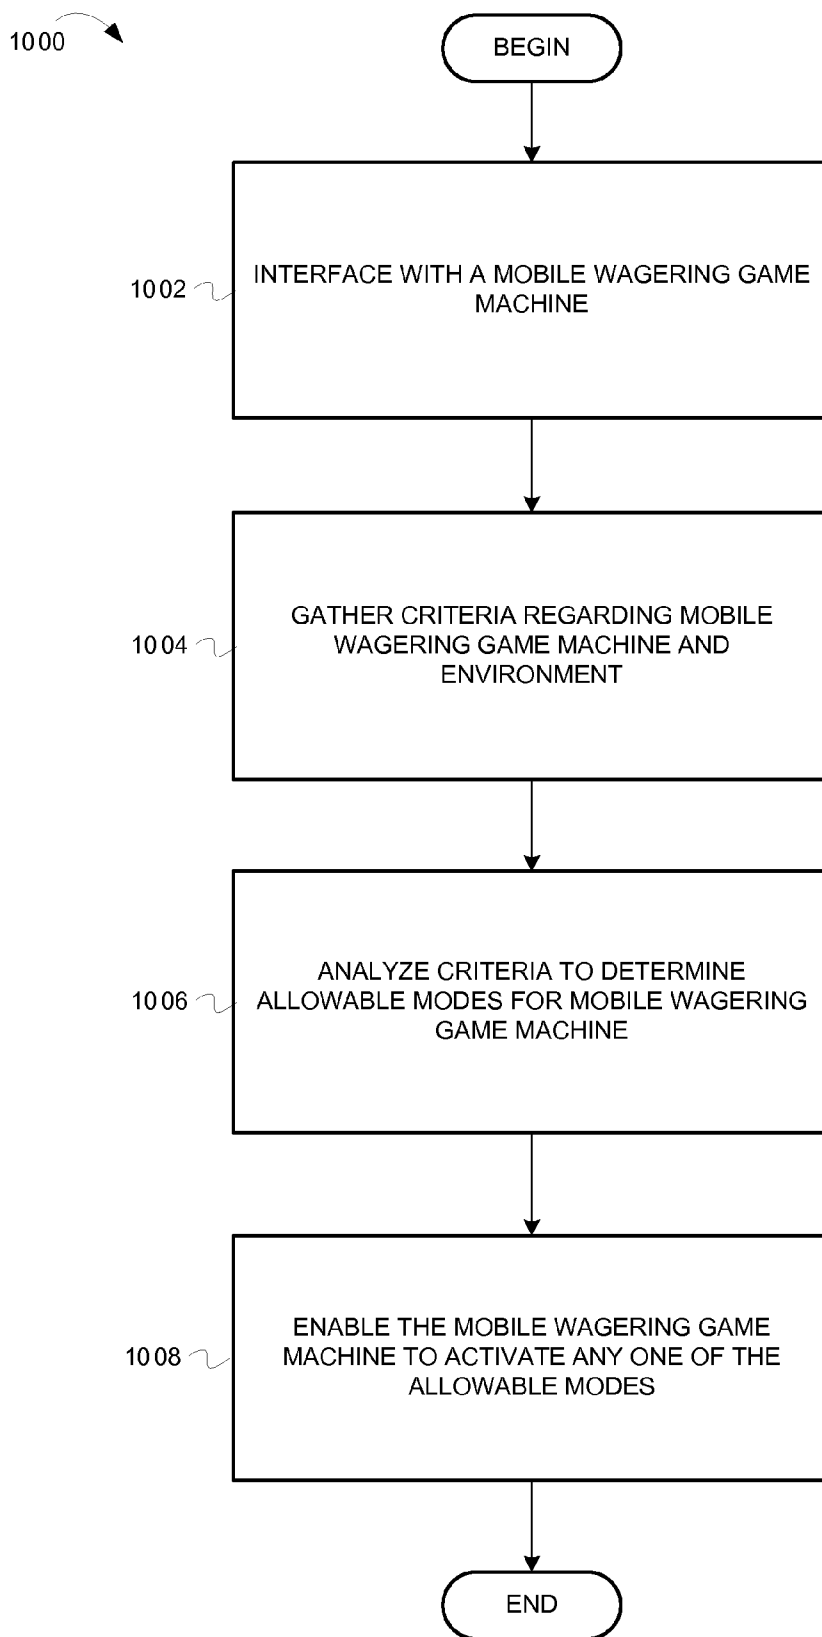 1000
BEGIN
1002
INTERFACE WITH A MOBILE WAGERING GAME
MACHINE
1004
GATHER CRITERIA REGARDING MOBILE
WAGERING GAME MACHINE AND
ENVIRONMENT
1006
ANALYZE CRITERIA TO DETERMINE
ALLOWABLE MODES FOR MOBILE WAGERING
GAME MACHINE
1008
ENABLE THE MOBILE WAGERING GAME
MACHINE TO ACTIVATE ANY ONE OF THE
ALLOWABLE MODES
END